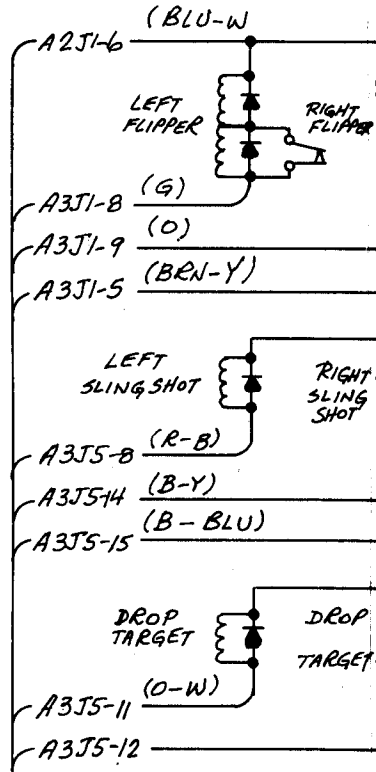 (BLU-W
A2J1-6
LEFT
FLIPPER
RIGHT
FLIPPER
A3J1-8 (G)
A3J1-9 (O)
A3J1-5 (BRN-Y)
LEFT
SLING SHOT
RIGHT
SLING
SHOT
A3J5-8 (R-B)
A3J5-14 (B-Y)
A3J5-15 (B-BLU)
DROP
TARGET
DROP
TARGET
A3J5-11 (O-W)
A3J5-12